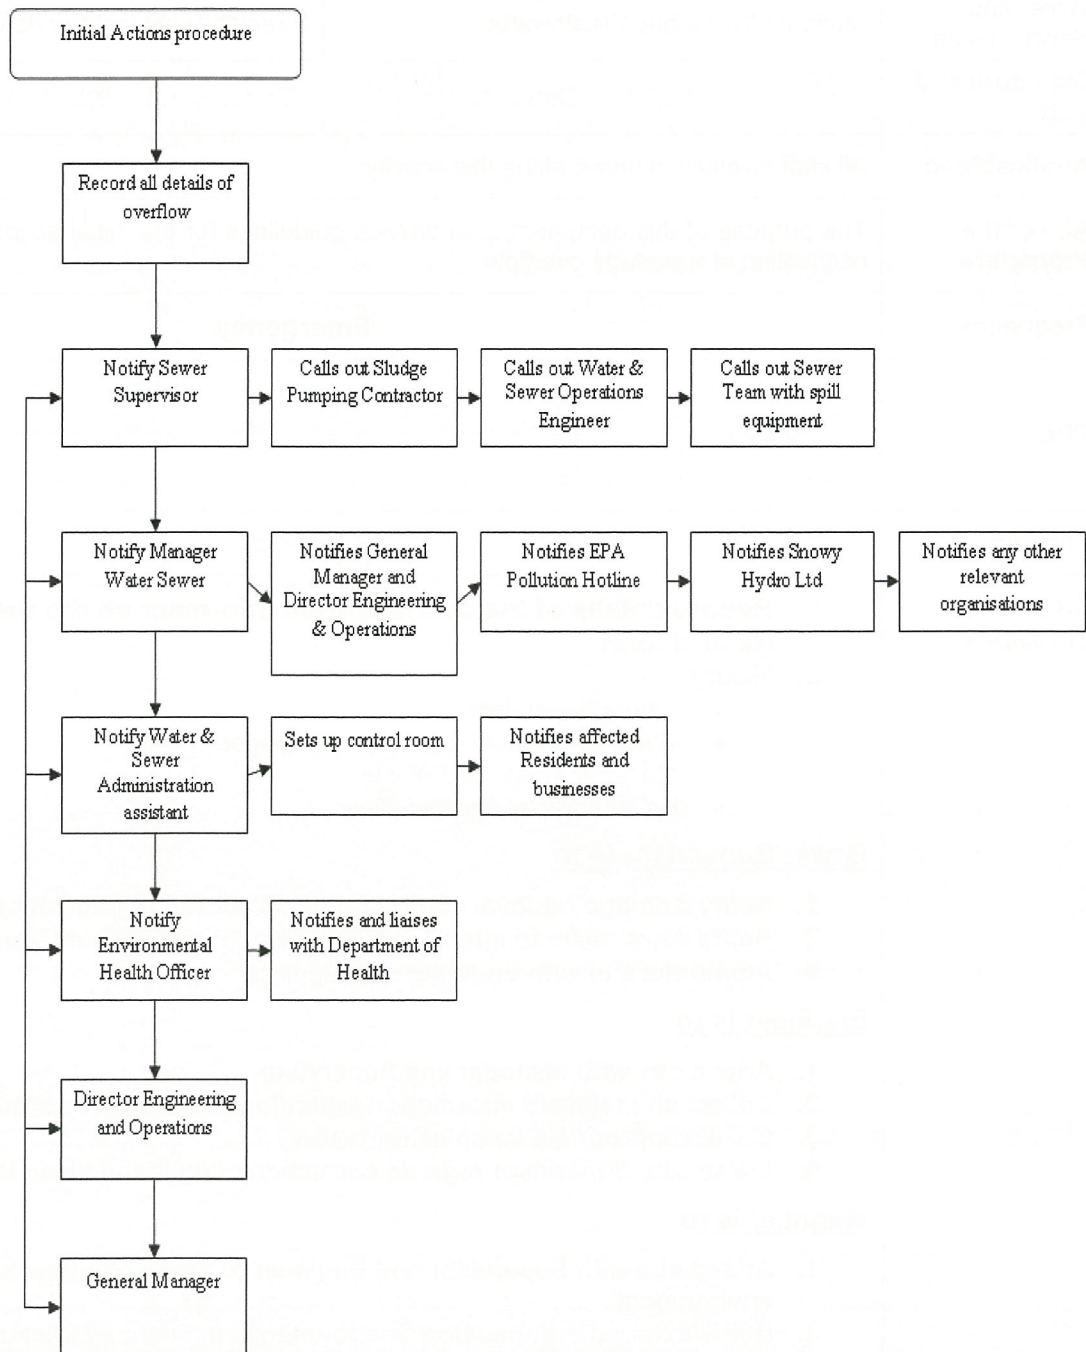 Initial Actions procedure
Record all details of
overflow
Notify Sewer
Supervisor
Calls out Sludge
Pumping Contractor
Calls out Water &
Sewer Operations
Engineer
Calls out Sewer
Team with spill
equipment
Notify Manager
Water Sewer
Notifies General
Manager and
Director Engineering
& Operations
Notifies EPA
Pollution Hotline
Notifies Snowy
Hydro Ltd
Notifies any other
relevant
organisations
Notify Water &
Sewer
Administration
assistant
Sets up control room
Notifies affected
Residents and
businesses
Notify
Environmental
Health Officer
Notifies and liaises
with Department of
Health
Director Engineering
and Operations
General Manager